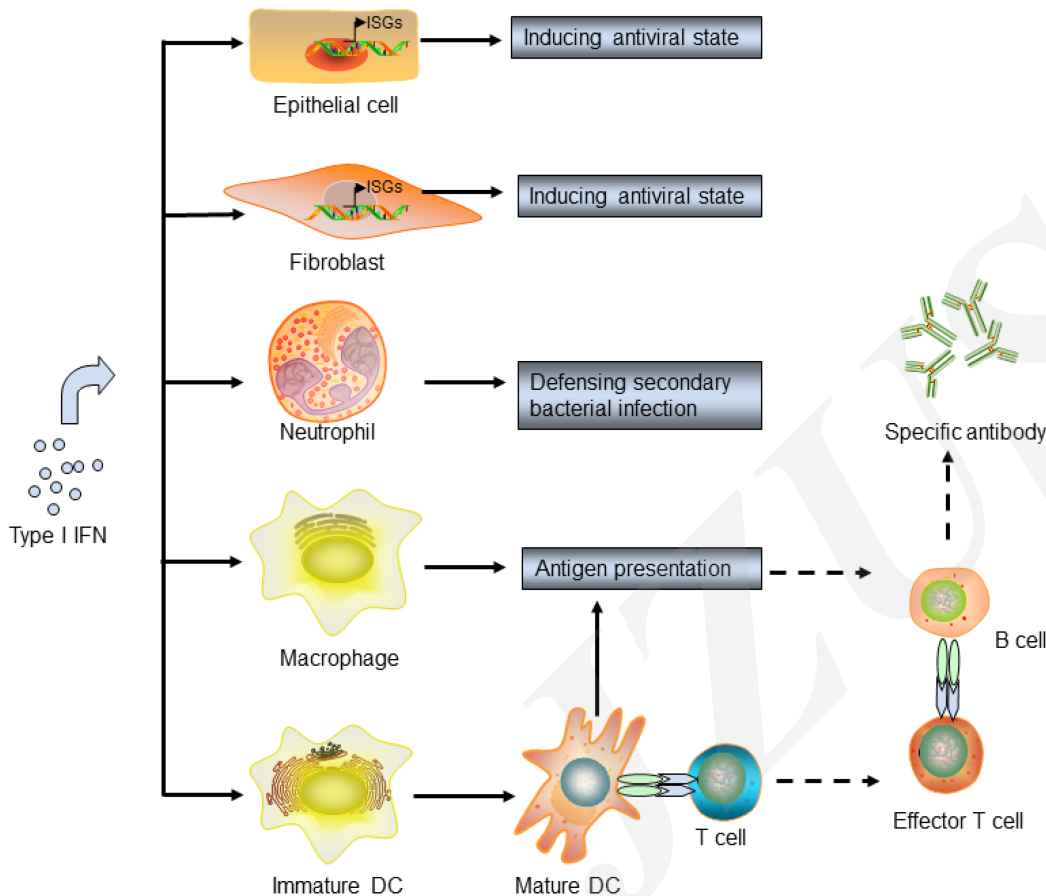 ISGs
Inducing antiviral state
Epithelial cell
ISGs
Inducing antiviral state
Fibroblast
Defensing secondary
bacterial infection
Neutrophil
Specific antibody
Type I IFN
Antigen presentation
Macrophage
B cell
T cell
Effector T cell
Immature DC
Mature DC
JZUS